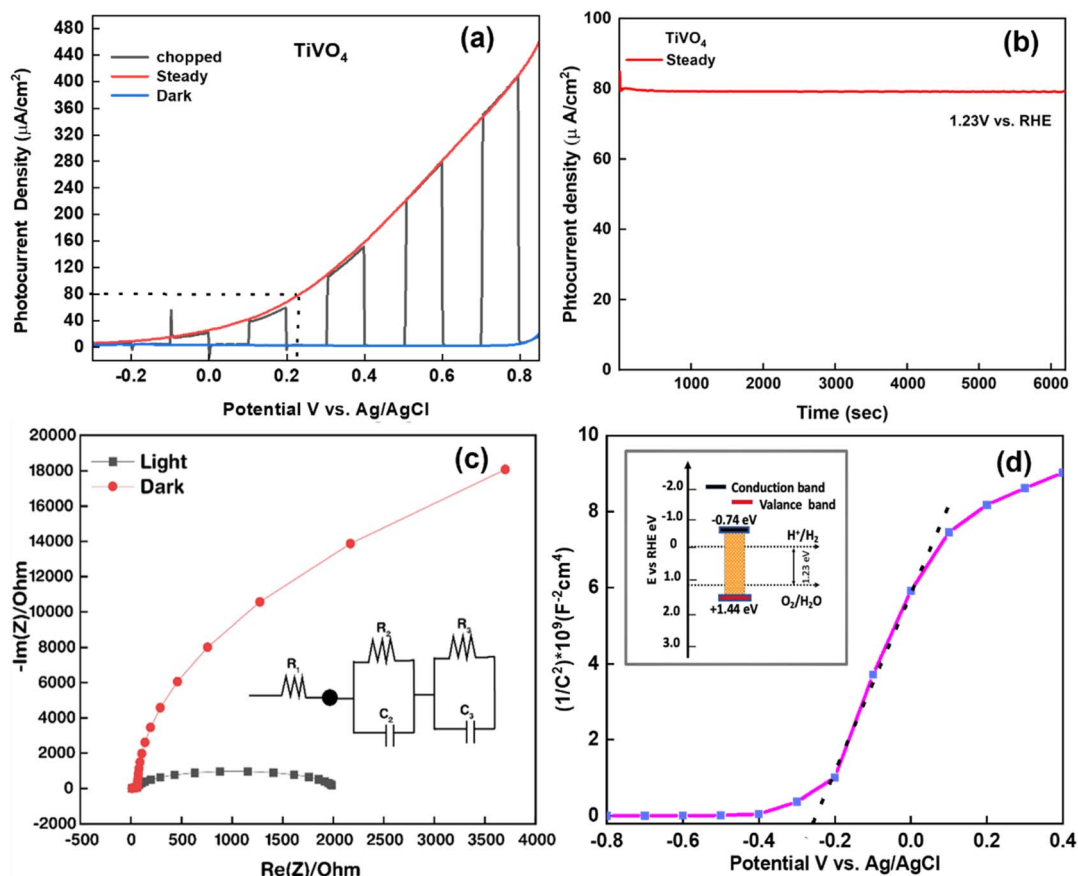 (a)
TiVO₄
chopped
Steady
Dark
Photocurrent Density (μA/cm²)
480
440
400
360
320
280
240
200
160
120
80
40
0
-0.2 0.0 0.2 0.4 0.6 0.8
Potential V vs. Ag/AgCl
(b)
TiVO₄
Steady
1.23V vs. RHE
Phtocurrent density (μ A/cm²)
100
80
60
40
20
0
1000 2000 3000 4000 5000 6000
Time (sec)
(c)
Light
Dark
-Im(Z)/Ohm
20000
18000
16000
14000
12000
10000
8000
6000
4000
2000
0
-2000
R₁
R₂
C₂
R₃
C₃
-500 0 500 1000 1500 2000 2500 3000 3500 4000
Re(Z)/Ohm
(d)
(1/C²)*10⁹(F⁻²cm⁴)
10
8
6
4
2
0
E vs RHE eV
-2.0
-1.0
0
1.0
2.0
3.0
Conduction band
Valance band
-0.74 eV
H⁺/H₂
1.23 eV
O₂/H₂O
+1.44 eV
-0.8 -0.6 -0.4 -0.2 0.0 0.2 0.4
Potential V vs. Ag/AgCl